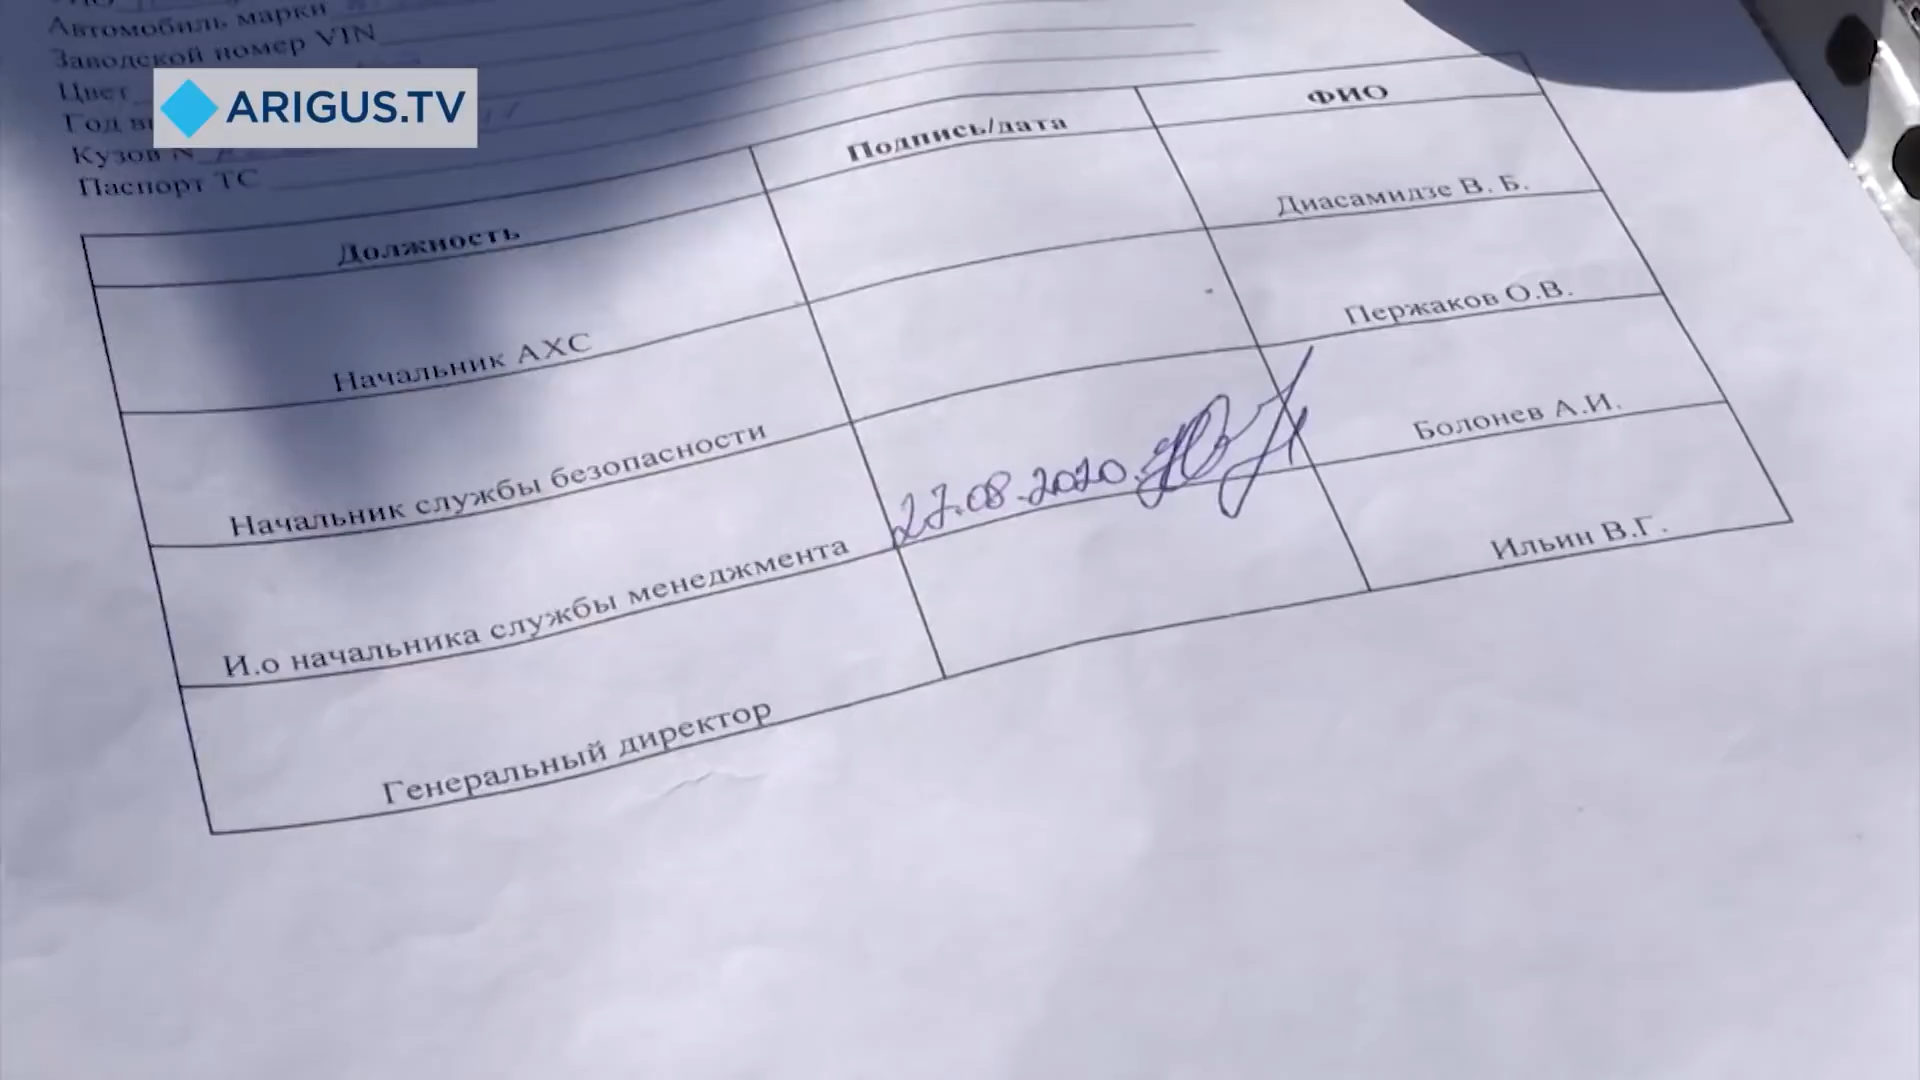 Автомобиль марки
Заводской номер VIN
Цвет
ARIGUS.TV
Год
Кузов N
Паспорт ТС
Должность Подпись/дата ФИО
Начальник АХС Диасамидзе В. Б.
Начальник службы безопасности Пержаков О.В.
И.о начальника службы менеджмента 27.08.2020. Болонев А.И.
Генеральный директор Ильин В.Г.